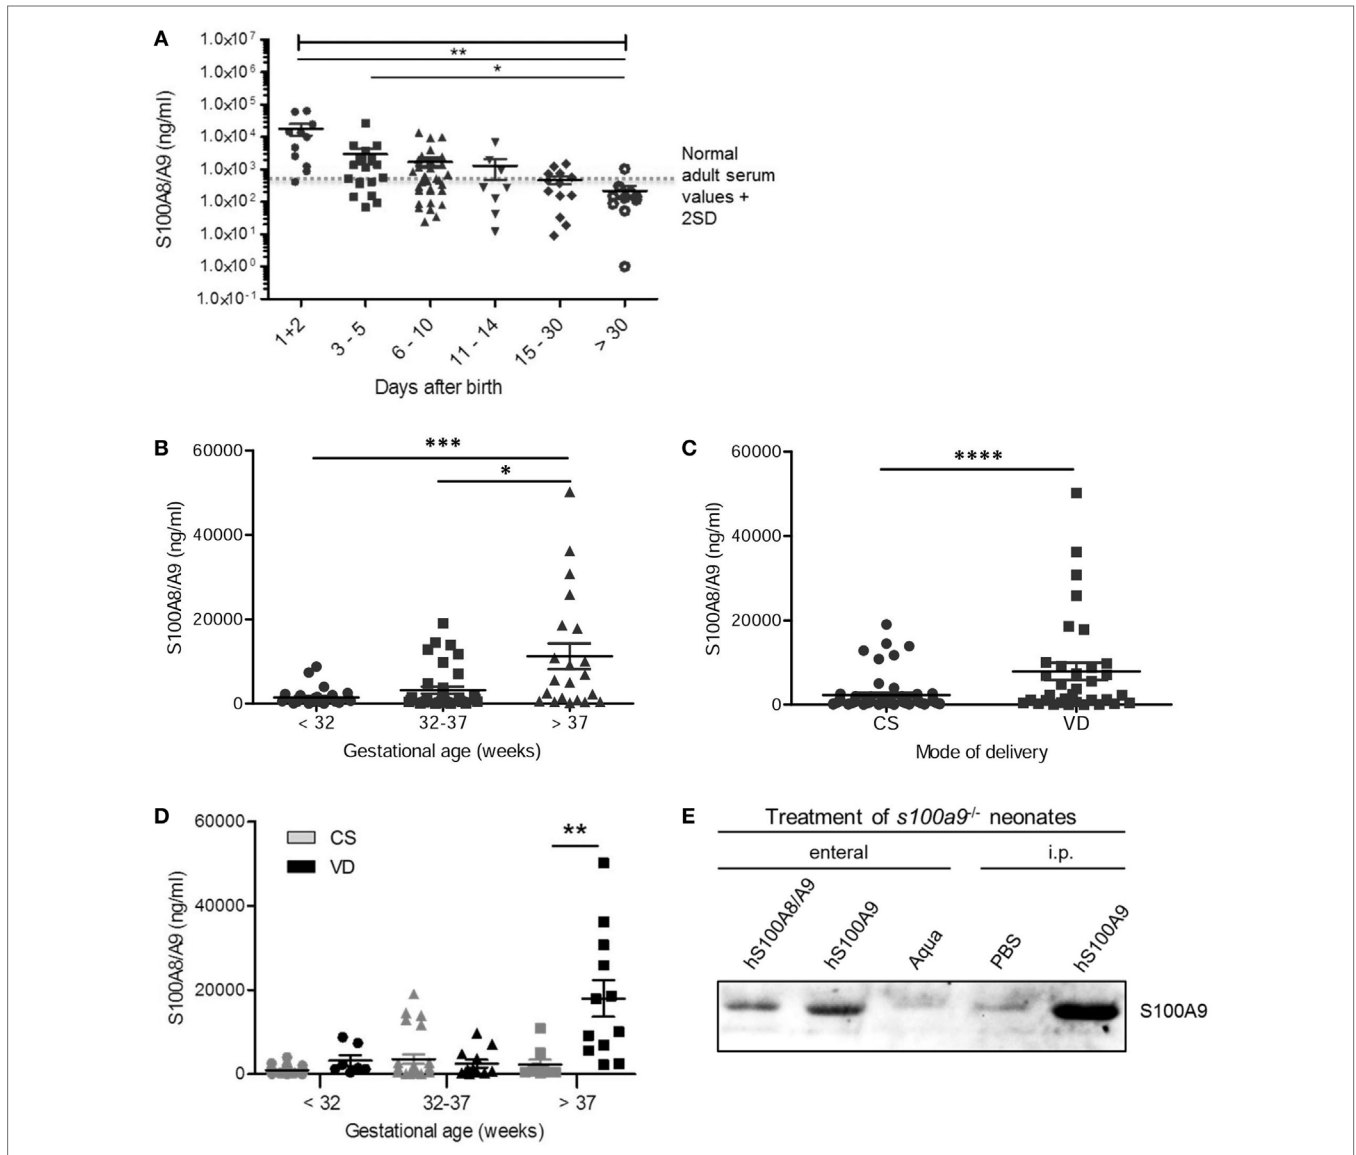 A
1.0x10⁷
1.0x10⁶
1.0x10⁵
1.0x10⁴
1.0x10³
1.0x10²
1.0x10¹
1.0x10⁰
1.0x10⁻¹
S100A8/A9 (ng/ml)
**
*
Normal
adult serum
values +
2SD
1+2
3 - 5
6 - 10
11 - 14
15 - 30
> 30
Days after birth
B
60000
40000
20000
0
S100A8/A9 (ng/ml)
***
*
< 32
32-37
> 37
Gestational age (weeks)
C
60000
40000
20000
0
S100A8/A9 (ng/ml)
****
CS
VD
Mode of delivery
D
60000
40000
20000
0
S100A8/A9 (ng/ml)
CS
VD
**
< 32
32-37
> 37
Gestational age (weeks)
E
Treatment of s100a9⁻/⁻ neonates
enteral
i.p.
hS100A8/A9
hS100A9
Aqua
PBS
hS100A9
S100A9